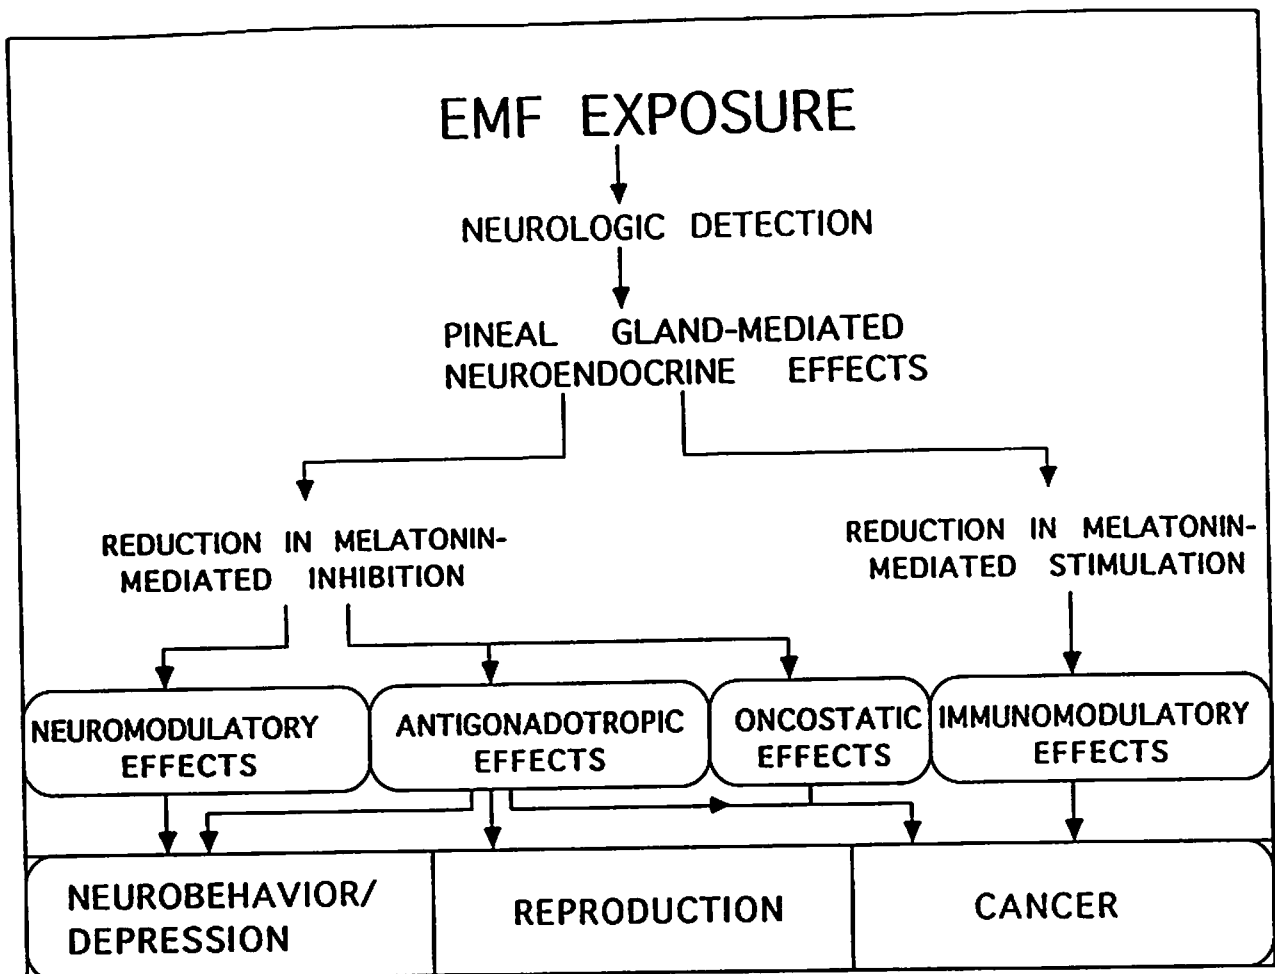 EMF EXPOSURE
NEUROLOGIC DETECTION
PINEAL GLAND-MEDIATED
NEUROENDOCRINE EFFECTS
REDUCTION IN MELATONIN-
MEDIATED INHIBITION
REDUCTION IN MELATONIN-
MEDIATED STIMULATION
NEUROMODULATORY
EFFECTS
ANTIGONADOTROPIC
EFFECTS
ONCOSTATIC
EFFECTS
IMMUNOMODULATORY
EFFECTS
NEUROBEHAVIOR/
DEPRESSION
REPRODUCTION
CANCER